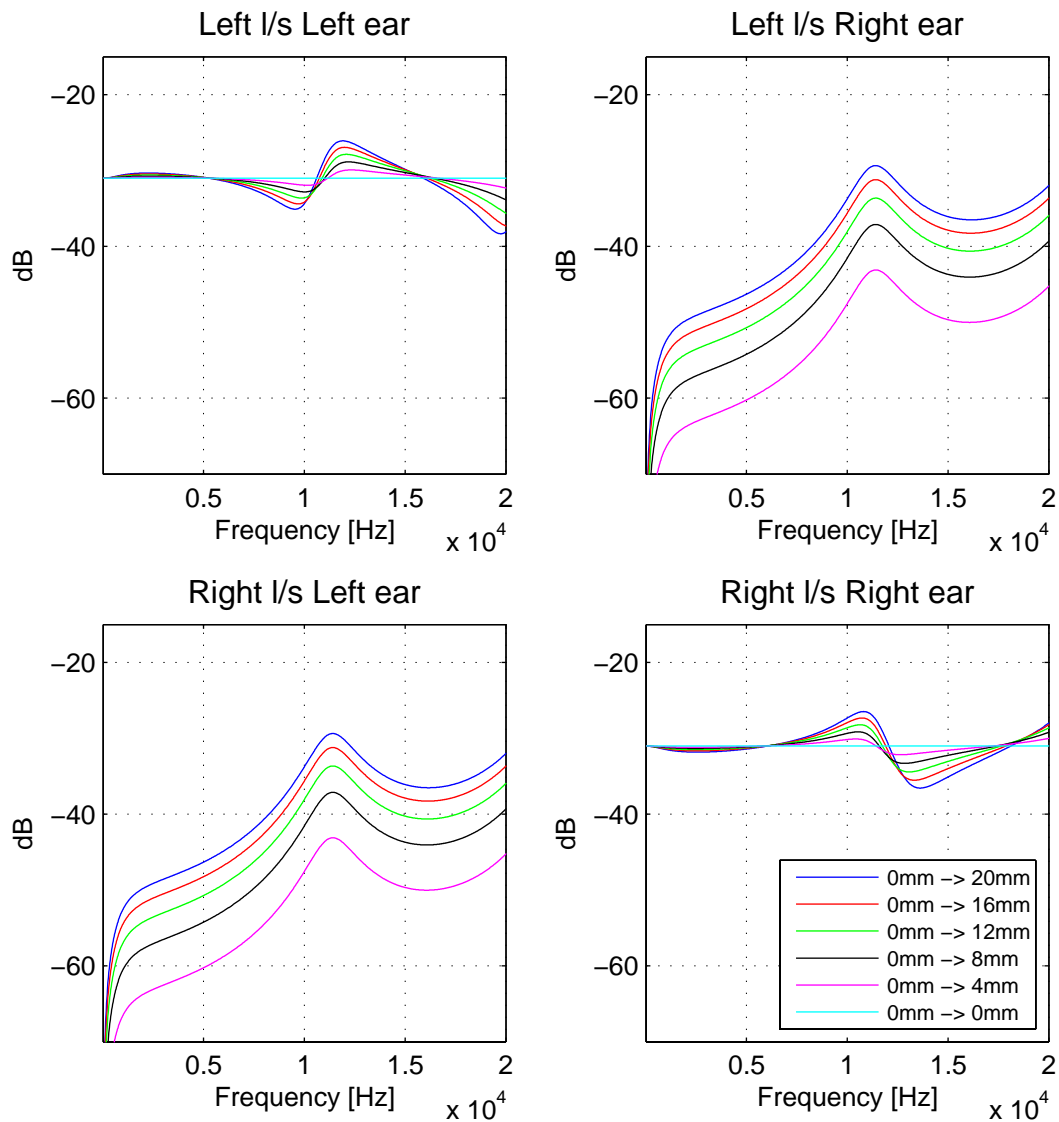 Left l/s Left ear
−20
−40
−60
dB
0.5
1
1.5
2
Frequency [Hz]
x 10^4
Left l/s Right ear
−20
−40
−60
dB
0.5
1
1.5
2
Frequency [Hz]
x 10^4
Right l/s Left ear
−20
−40
−60
dB
0.5
1
1.5
2
Frequency [Hz]
x 10^4
Right l/s Right ear
−20
−40
−60
dB
0mm −> 20mm
0mm −> 16mm
0mm −> 12mm
0mm −> 8mm
0mm −> 4mm
0mm −> 0mm
0.5
1
1.5
2
Frequency [Hz]
x 10^4